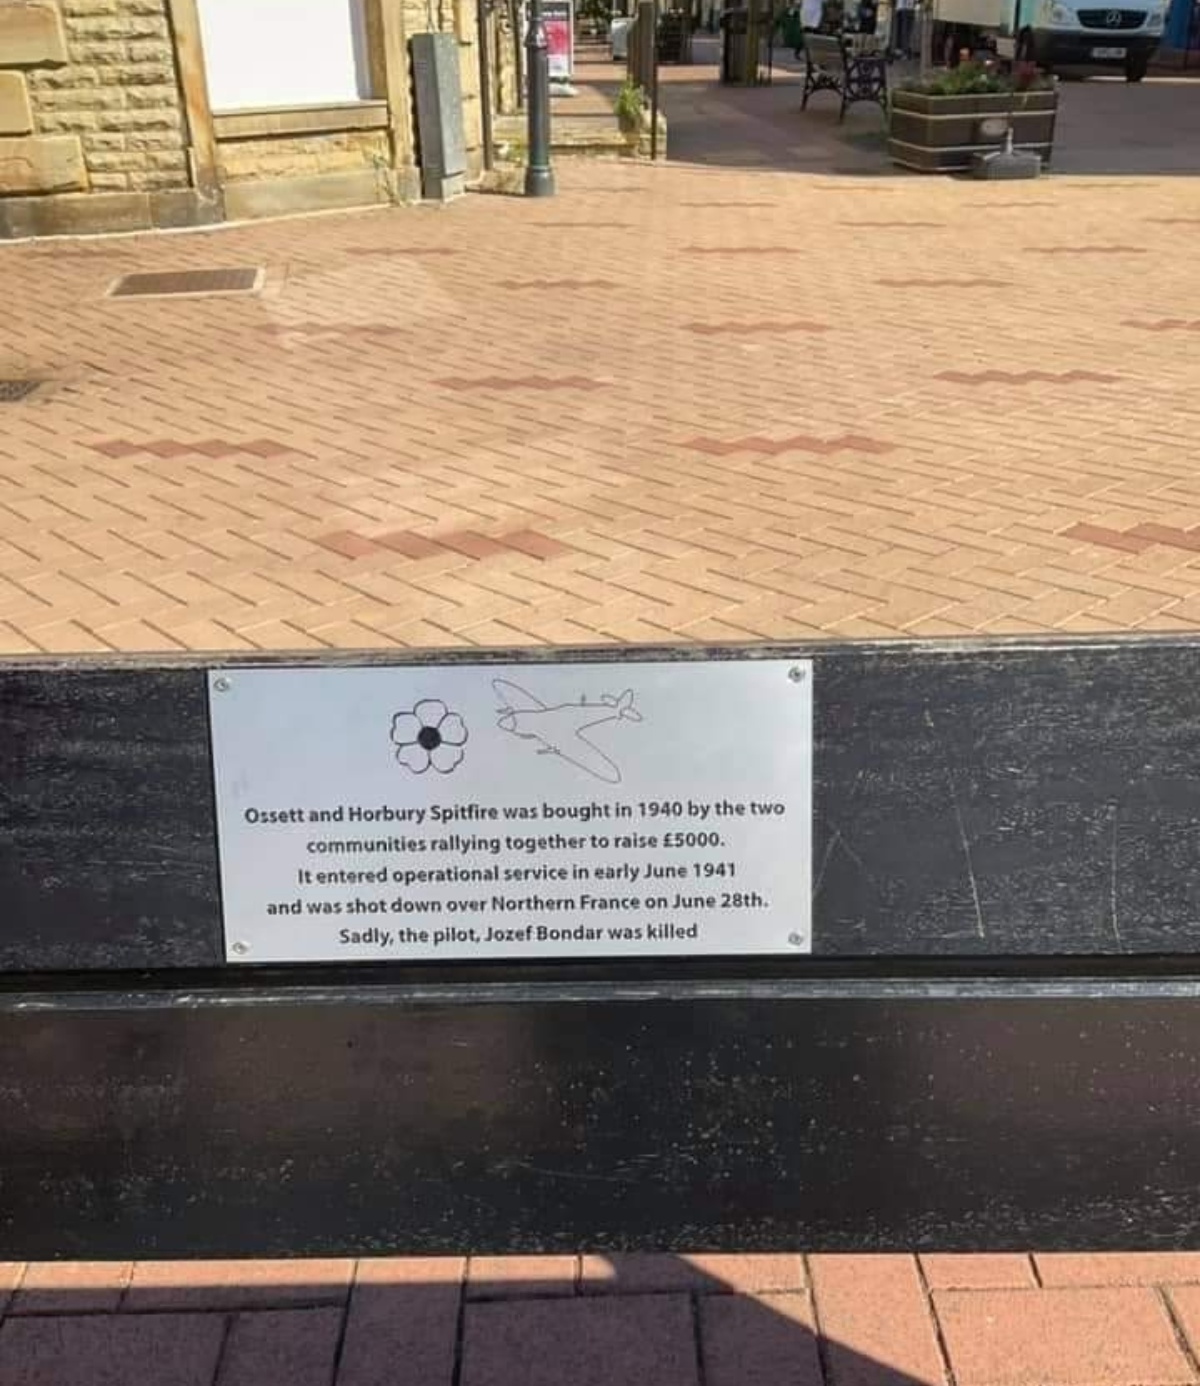 Ossett and Horbury Spitfire was bought in 1940 by the two
communities rallying together to raise £5000.
It entered operational service in early June 1941
and was shot down over Northern France on June 28th.
Sadly, the pilot, Jozef Bondar was killed